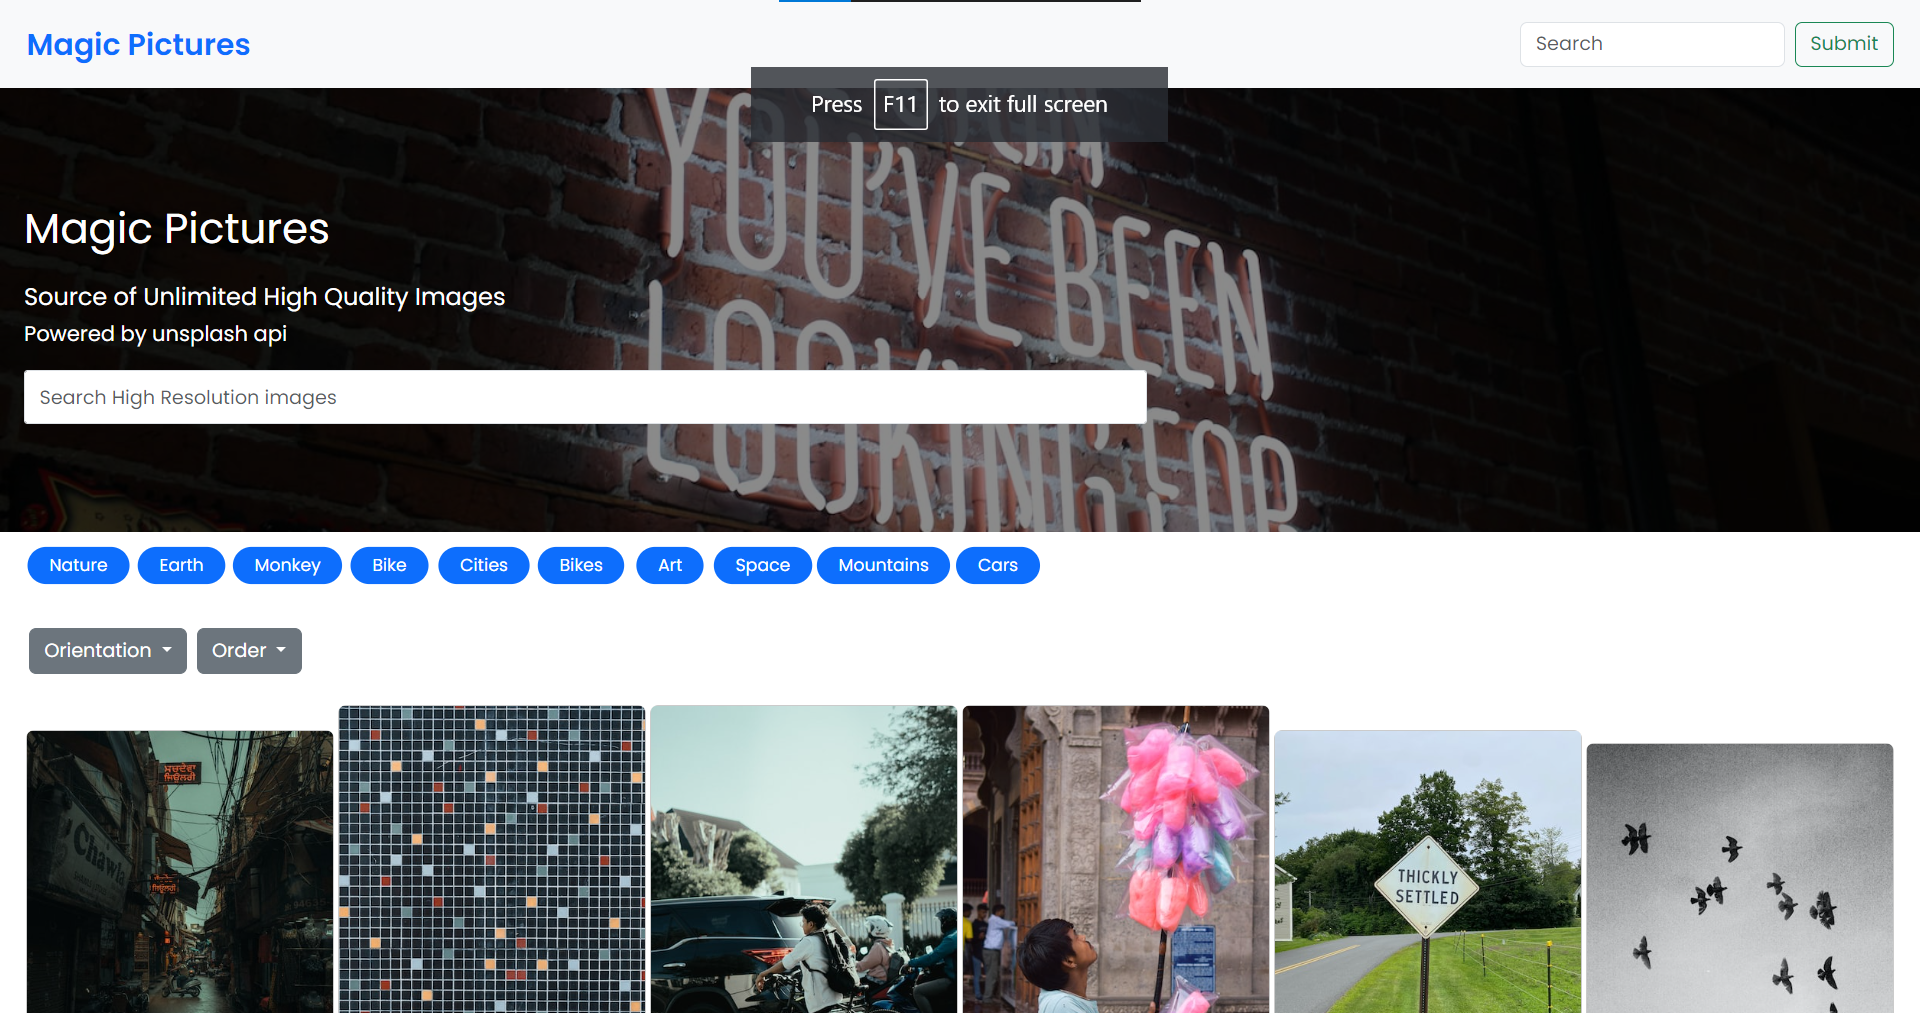 Magic Pictures
Search
Submit
Press F11 to exit full screen
YOU'VE BEEN
LOOKING FOR
Magic Pictures
Source of Unlimited High Quality Images
Powered by unsplash api
Search High Resolution images
Nature Earth Monkey Bike Cities Bikes Art Space Mountains Cars
Orientation Order
Chawla
THICKLY
SETTLED